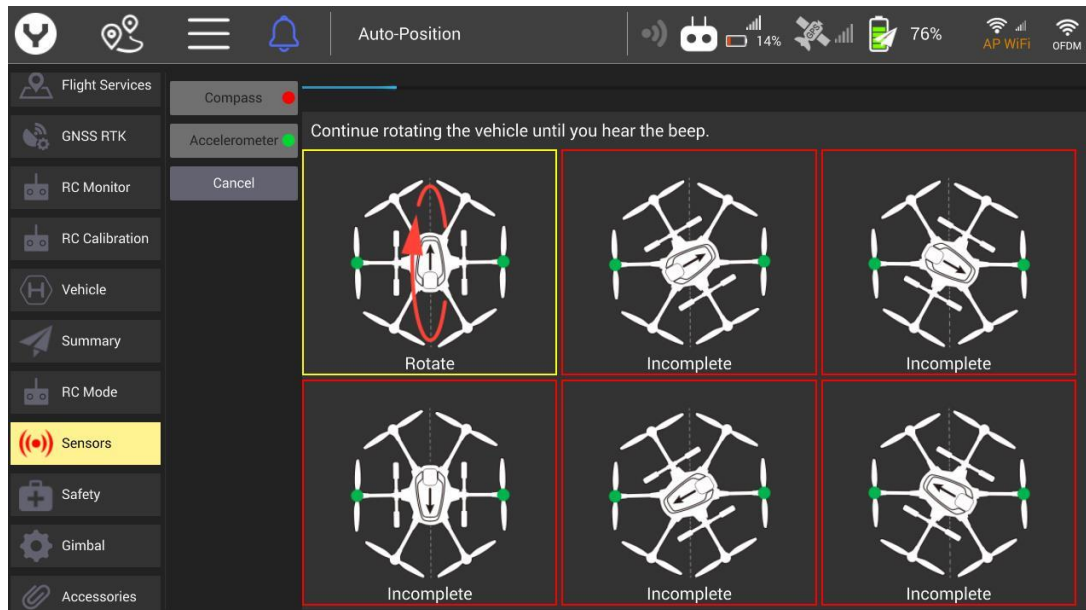 Auto-Position
14%
GPS
76%
AP WiFi
OFDM
Flight Services
GNSS RTK
RC Monitor
RC Calibration
Vehicle
Summary
RC Mode
Sensors
Safety
Gimbal
Accessories
Compass
Accelerometer
Cancel
Continue rotating the vehicle until you hear the beep.
Rotate
Incomplete
Incomplete
Incomplete
Incomplete
Incomplete